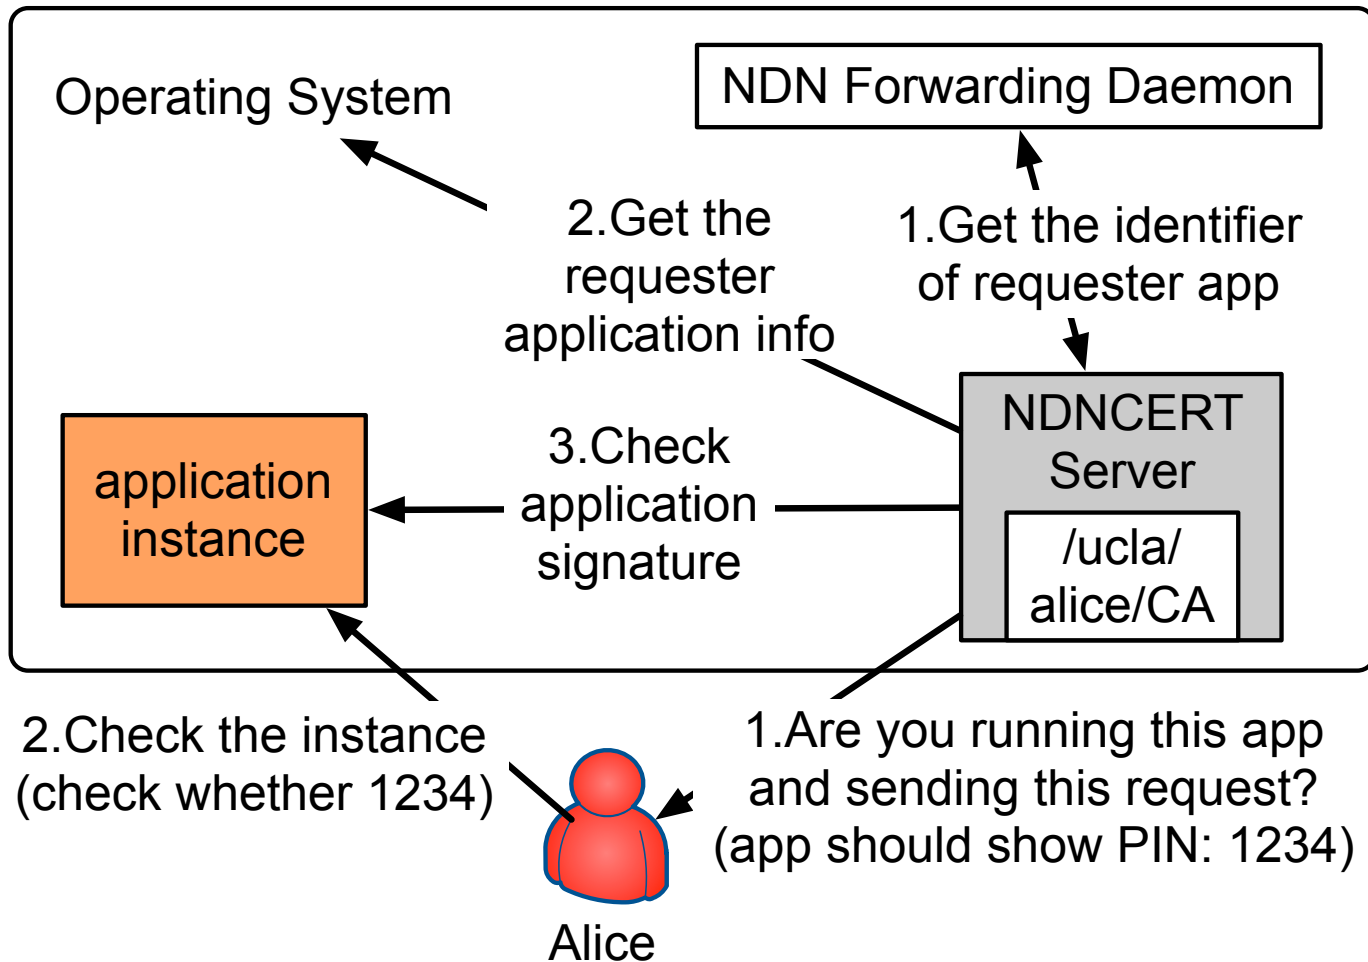 Operating System
NDN Forwarding Daemon
2.Get the
requester
application info
1.Get the identifier
of requester app
application
instance
3.Check
application
signature
NDNCERT
Server
/ucla/
alice/CA
2.Check the instance
(check whether 1234)
1.Are you running this app
and sending this request?
(app should show PIN: 1234)
Alice